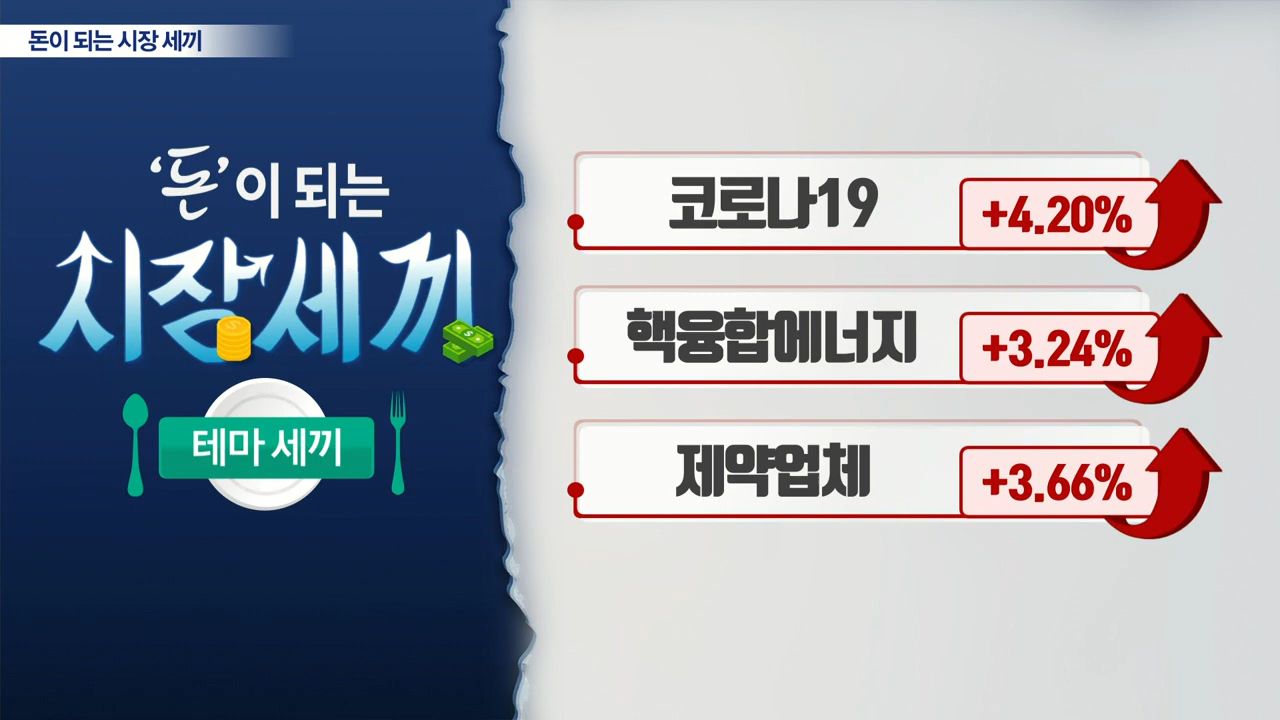 돈이 되는 시장 세끼
‘돈’이 되는
시장세끼
테마 세끼
코로나19
+4.20%
핵융합에너지
+3.24%
제약업체
+3.66%